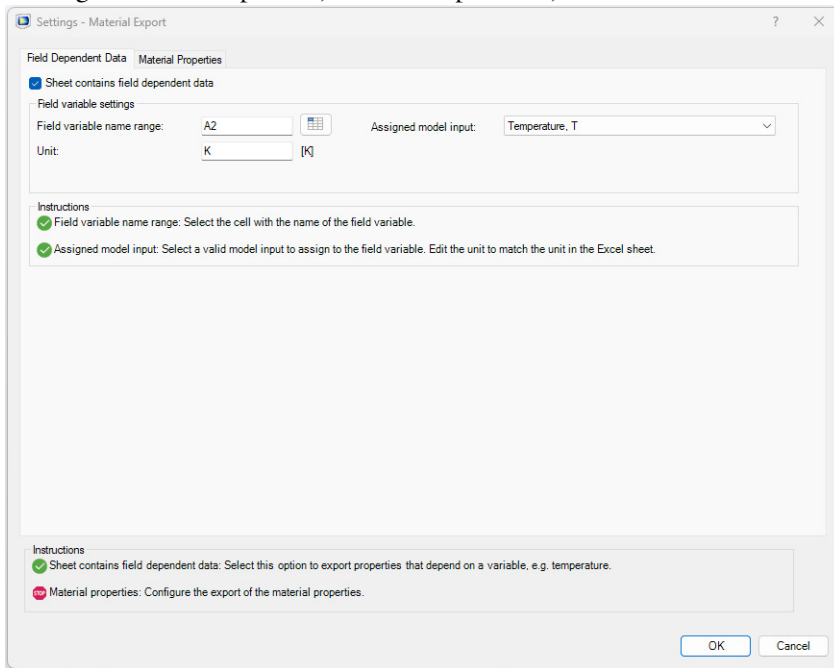 Settings - Material Export
? ×
Field Dependent Data Material Properties
Sheet contains field dependent data
Field variable settings
Field variable name range: A2 Assigned model input: Temperature, T
Unit: K [K]
Instructions
Field variable name range: Select the cell with the name of the field variable.
Assigned model input: Select a valid model input to assign to the field variable. Edit the unit to match the unit in the Excel sheet.
Instructions
Sheet contains field dependent data: Select this option to export properties that depend on a variable, e.g. temperature.
STOP Material properties: Configure the export of the material properties.
OK Cancel